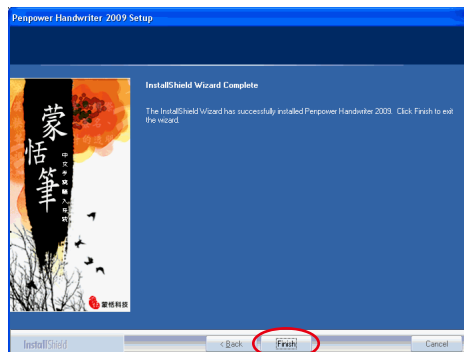 Penpower Handwriter 2009 Setup
InstallShield Wizard Complete
The InstallShield Wizard has successfully installed Penpower Handwriter 2009. Click Finish to exit
the wizard.
蒙恬筆
中文手寫輸入系統
蒙恬科技
InstallShield
< Back
Finish
Cancel